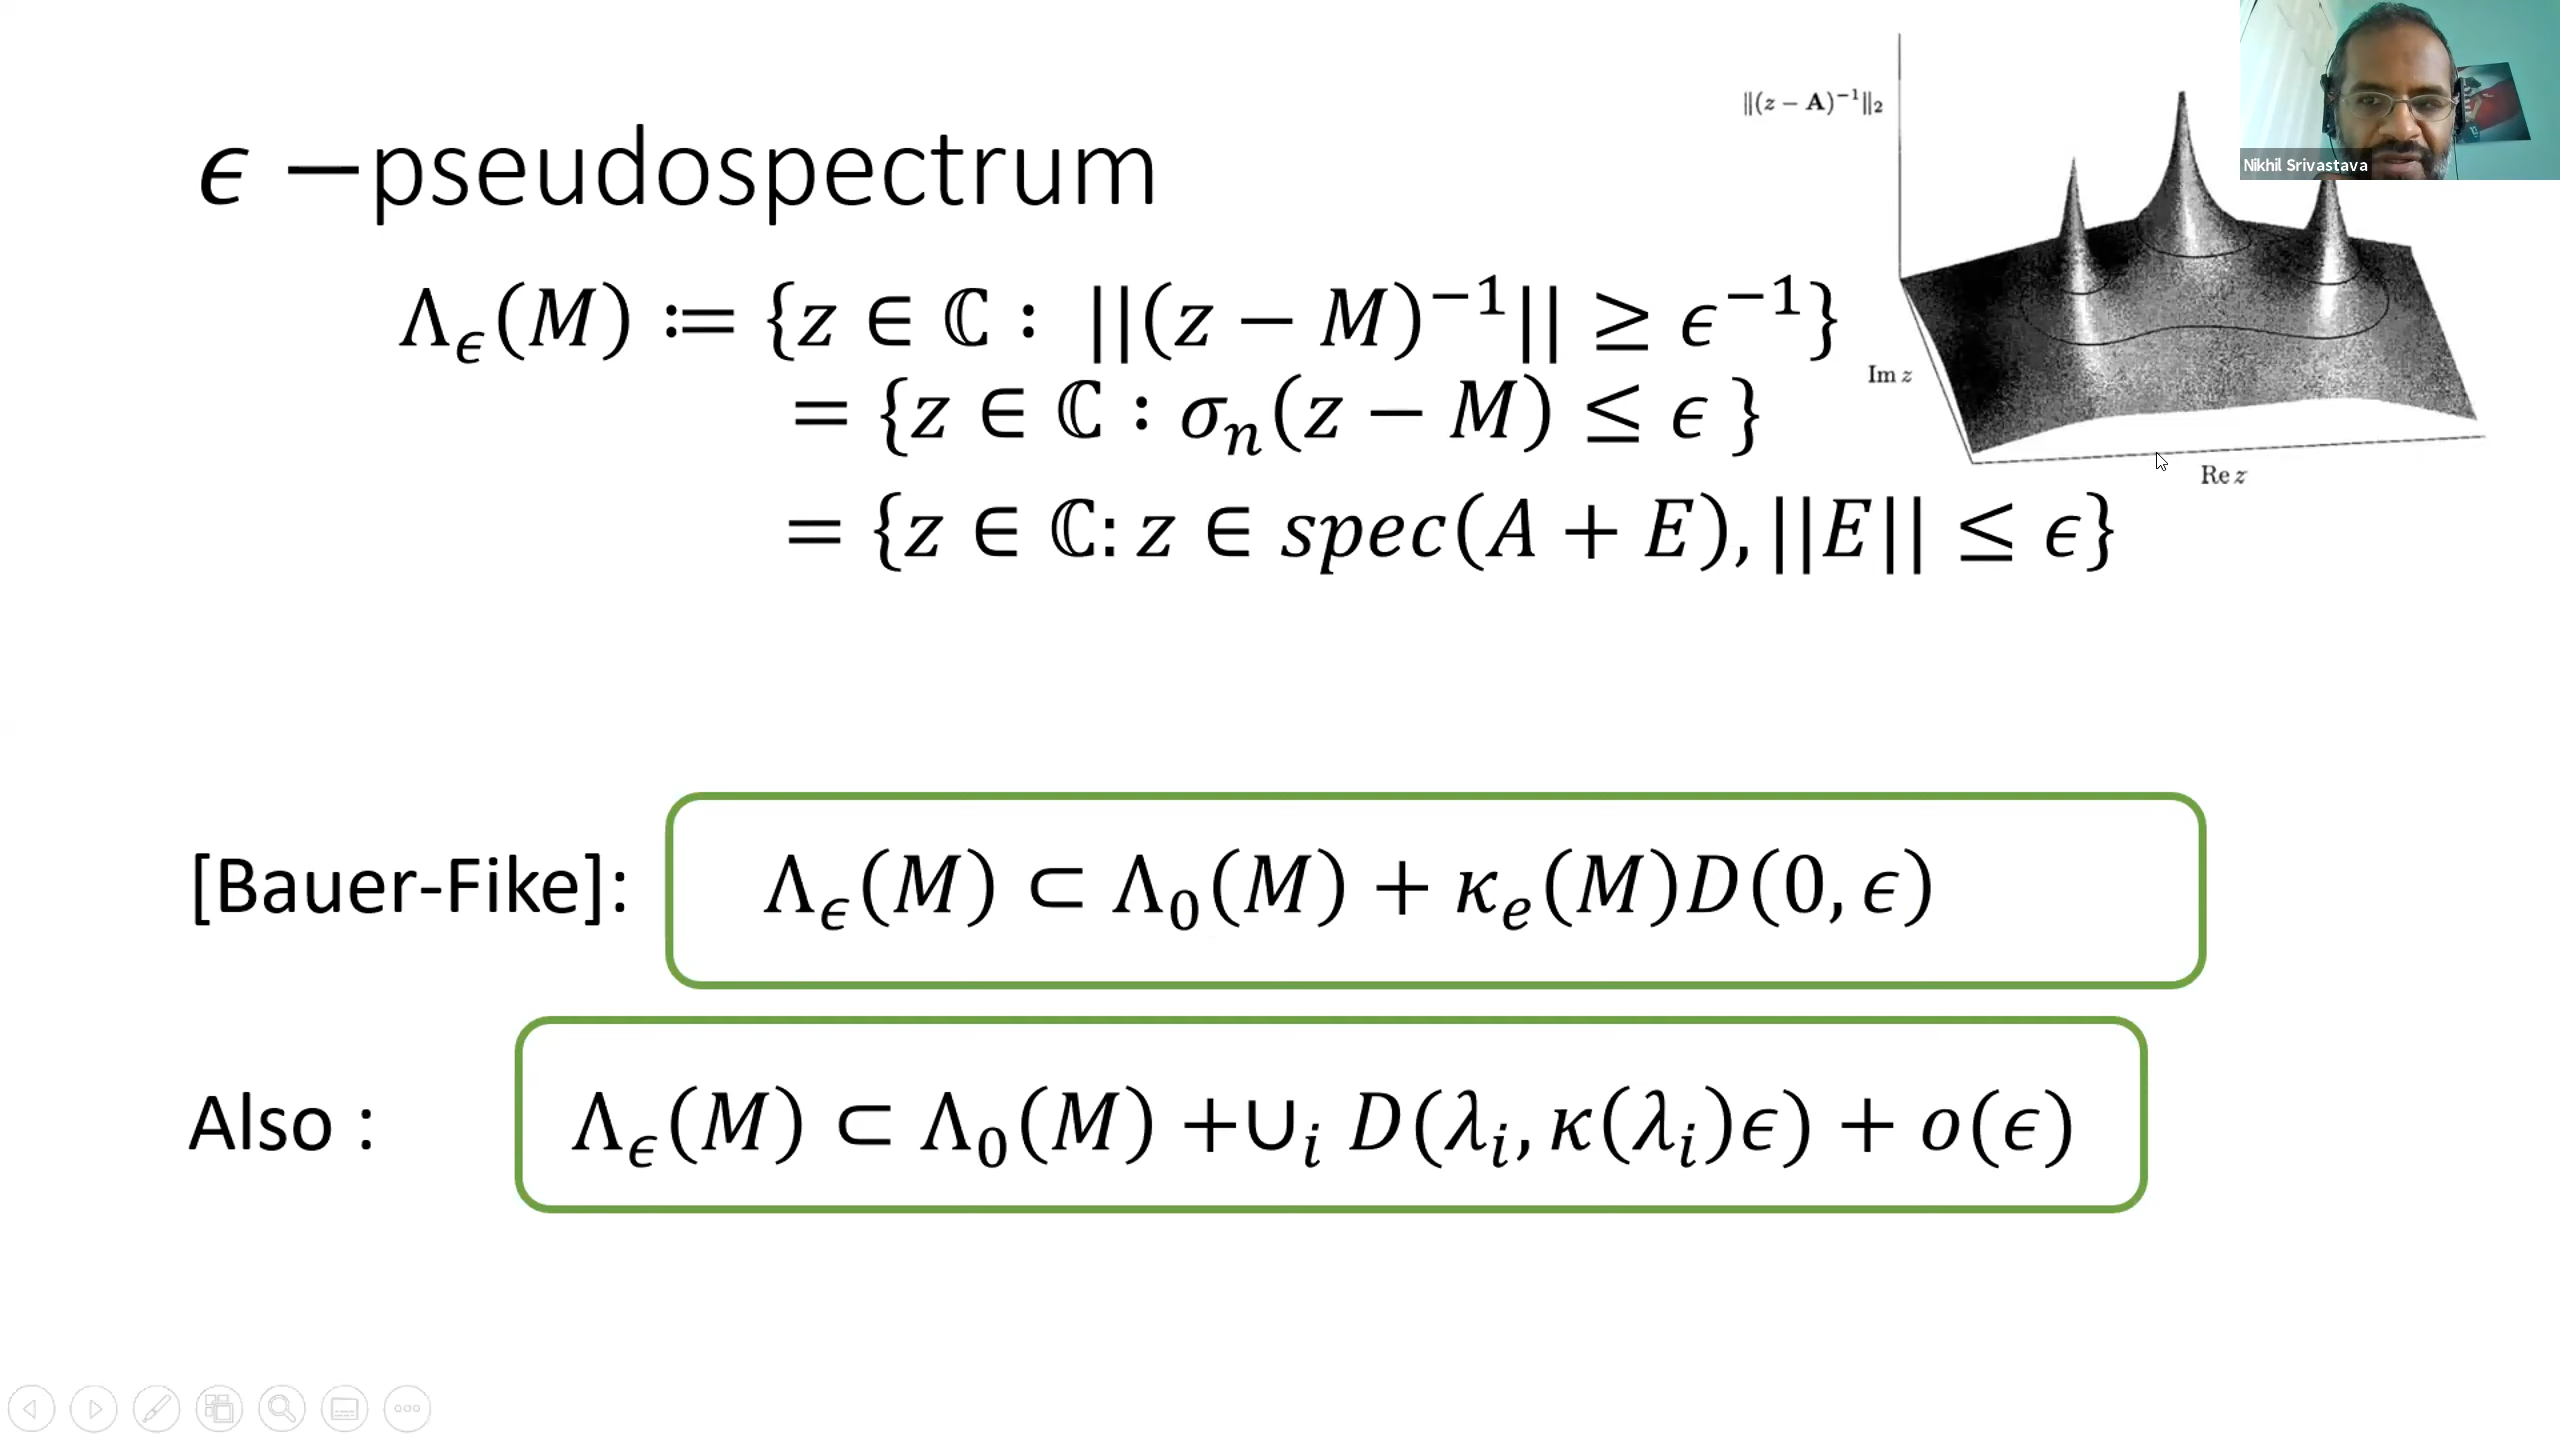 ϵ −pseudospectrum
Λ_ϵ(M) ≔ {z ∈ ℂ : ||(z − M)^{−1}|| ≥ ϵ^{−1}}
= {z ∈ ℂ : σ_n(z − M) ≤ ϵ }
= {z ∈ ℂ: z ∈ spec(A + E), ||E|| ≤ ϵ}
‖(z − A)^{−1}‖_2
Im z
Re z
Nikhil Srivastava
[Bauer-Fike]: Λ_ϵ(M) ⊂ Λ_0(M) + κ_e(M)D(0, ϵ)
Also : Λ_ϵ(M) ⊂ Λ_0(M) +∪_i D(λ_i, κ(λ_i)ϵ) + o(ϵ)